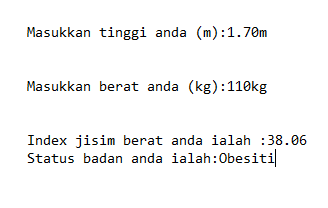 Masukkan tinggi anda (m):1.70m
Masukkan berat anda (kg):110kg
Index jisim berat anda ialah :38.06
Status badan anda ialah:Obesiti